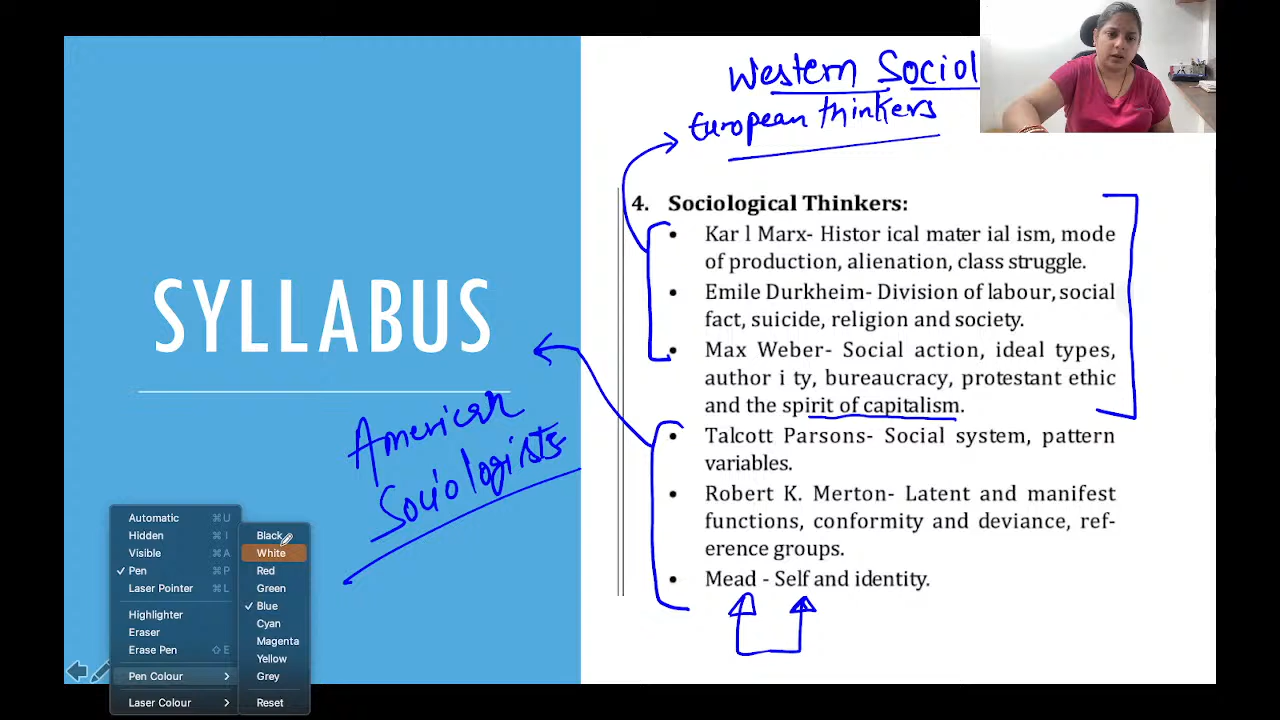 Western Sociol
European thinkers
4. Sociological Thinkers:
• Kar l Marx- Histor ical mater ial ism, mode
of production, alienation, class struggle.
• Emile Durkheim- Division of labour, social
fact, suicide, religion and society.
• Max Weber- Social action, ideal types,
author i ty, bureaucracy, protestant ethic
and the spirit of capitalism.
• Talcott Parsons- Social system, pattern
variables.
• Robert K. Merton- Latent and manifest
functions, conformity and deviance, ref-
erence groups.
• Mead - Self and identity.
SYLLABUS
American
Sociologists
Automatic ⌘U
Hidden ⌘I
Visible ⌘A
✓ Pen ⌘P
Laser Pointer ⌘L
Highlighter
Eraser
Erase Pen ⇧E
Pen Colour >
Laser Colour >
Black
White
Red
Green
✓ Blue
Cyan
Magenta
Yellow
Grey
Reset